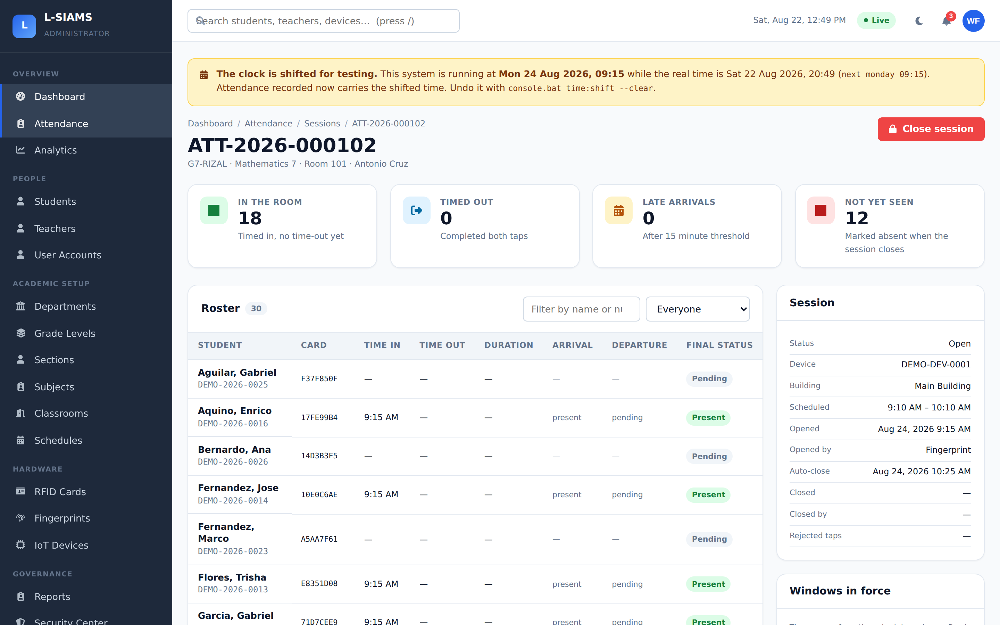 L
L-SIAMS
ADMINISTRATOR
OVERVIEW
Dashboard
Attendance
Analytics
PEOPLE
Students
Teachers
User Accounts
ACADEMIC SETUP
Departments
Grade Levels
Sections
Subjects
Classrooms
Schedules
HARDWARE
RFID Cards
Fingerprints
IoT Devices
GOVERNANCE
Reports
Security Center
Search students, teachers, devices... (press /)
Sat, Aug 22, 12:49 PM
Live
3
WF
The clock is shifted for testing. This system is running at Mon 24 Aug 2026, 09:15 while the real time is Sat 22 Aug 2026, 20:49 (next monday 09:15).
Attendance recorded now carries the shifted time. Undo it with console.bat time:shift --clear.
Dashboard / Attendance / Sessions / ATT-2026-000102
ATT-2026-000102
G7-RIZAL · Mathematics 7 · Room 101 · Antonio Cruz
Close session
IN THE ROOM
18
Timed in, no time-out yet
TIMED OUT
0
Completed both taps
LATE ARRIVALS
0
After 15 minute threshold
NOT YET SEEN
12
Marked absent when the
session closes
Roster 30
Filter by name or nu
Everyone
STUDENT CARD TIME IN TIME OUT DURATION ARRIVAL DEPARTURE FINAL STATUS
Aguilar, Gabriel
DEMO-2026-0025
F37F850F — — — — — Pending
Aquino, Enrico
DEMO-2026-0016
17FE99B4 9:15 AM — — present pending Present
Bernardo, Ana
DEMO-2026-0026
14D3B3F5 — — — — — Pending
Fernandez, Jose
DEMO-2026-0014
10E0C6AE 9:15 AM — — present pending Present
Fernandez,
Marco
DEMO-2026-0023
A5AA7F61 — — — — — Pending
Flores, Trisha
DEMO-2026-0013
E8351D08 9:15 AM — — present pending Present
Garcia, Gabriel
71D7CEE9 9:15 AM — — present pending Present
Session
Status Open
Device DEMO-DEV-0001
Building Main Building
Scheduled 9:10 AM – 10:10 AM
Opened Aug 24, 2026 9:15 AM
Opened by Fingerprint
Auto-close Aug 24, 2026 10:25 AM
Closed —
Closed by —
Rejected taps —
Windows in force